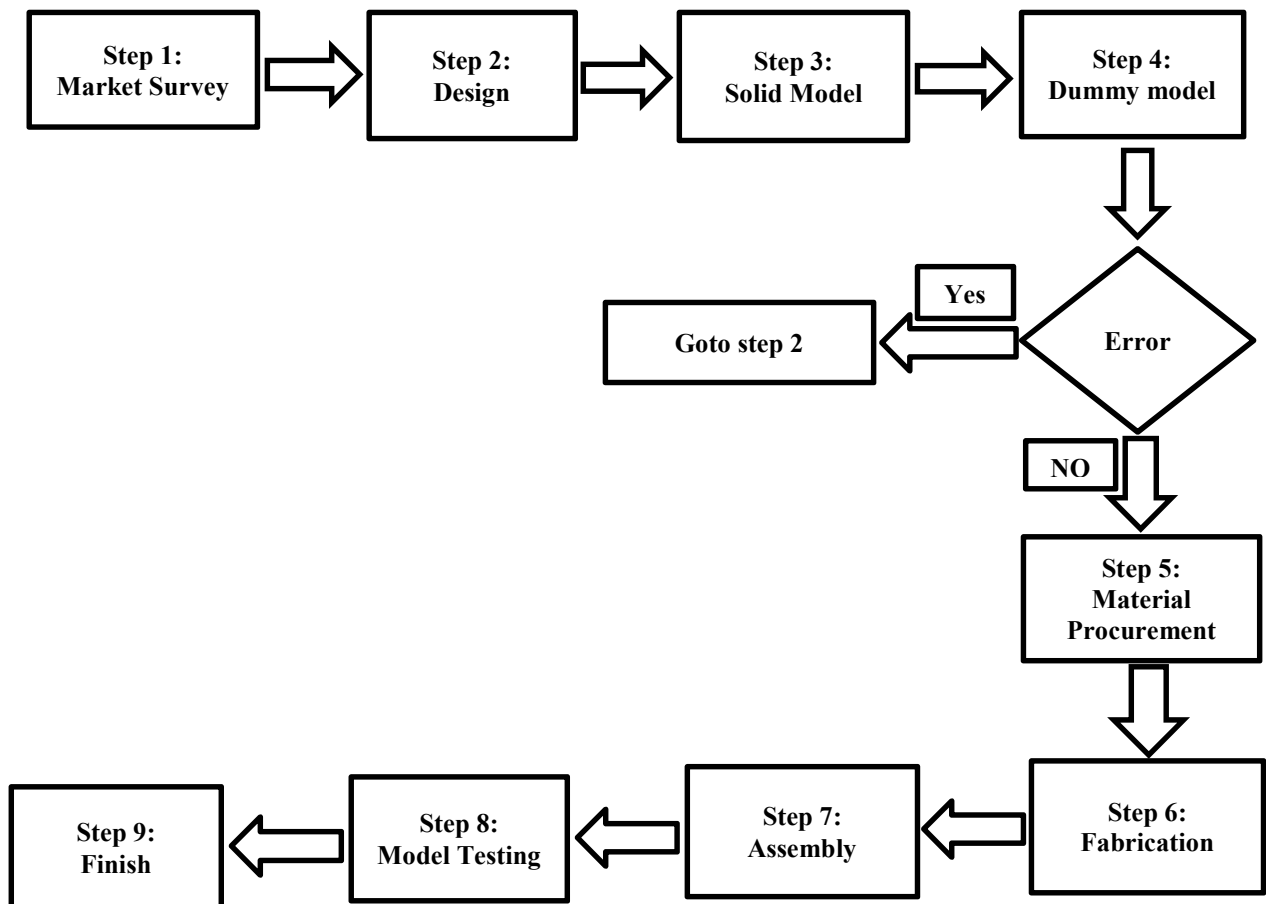 Step 1:
Market Survey
Step 2:
Design
Step 3:
Solid Model
Step 4:
Dummy model
Yes
Goto step 2
Error
NO
Step 5:
Material
Procurement
Step 6:
Fabrication
Step 7:
Assembly
Step 8:
Model Testing
Step 9:
Finish